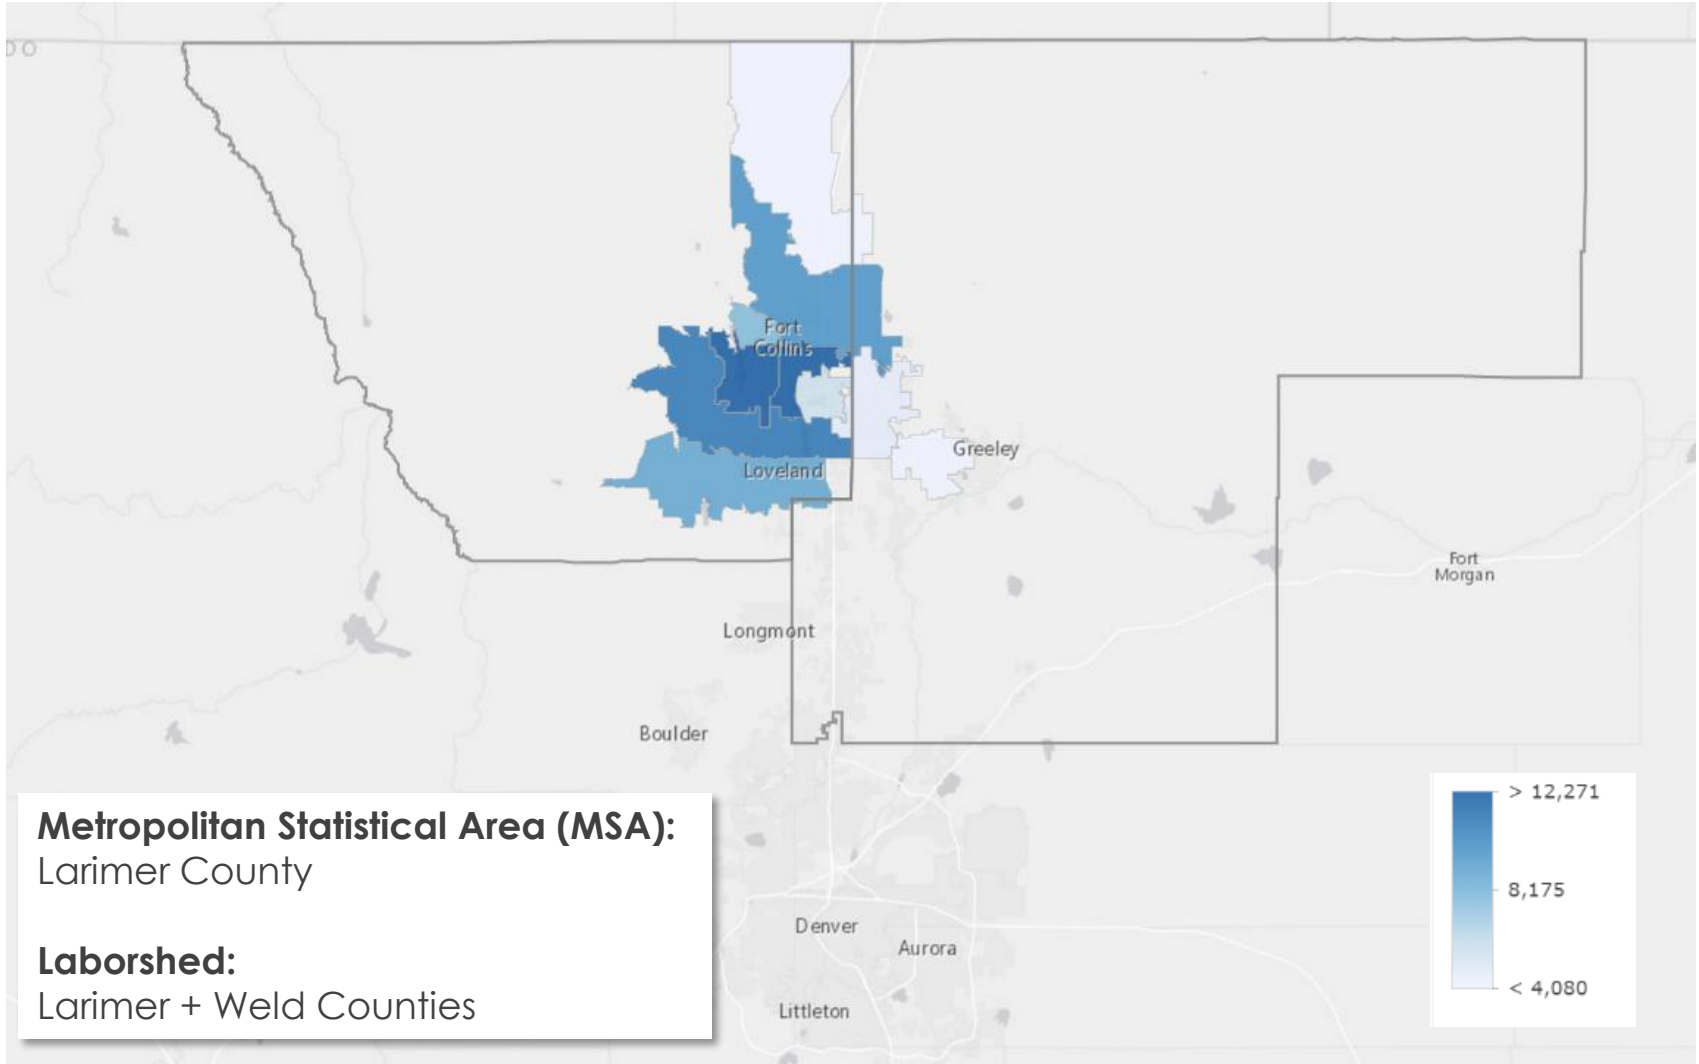 Fort
Collins
Greeley
Loveland
Fort
Morgan
Longmont
Boulder
Denver
Aurora
Littleton
Metropolitan Statistical Area (MSA):
Larimer County
Laborshed:
Larimer + Weld Counties
> 12,271
8,175
< 4,080